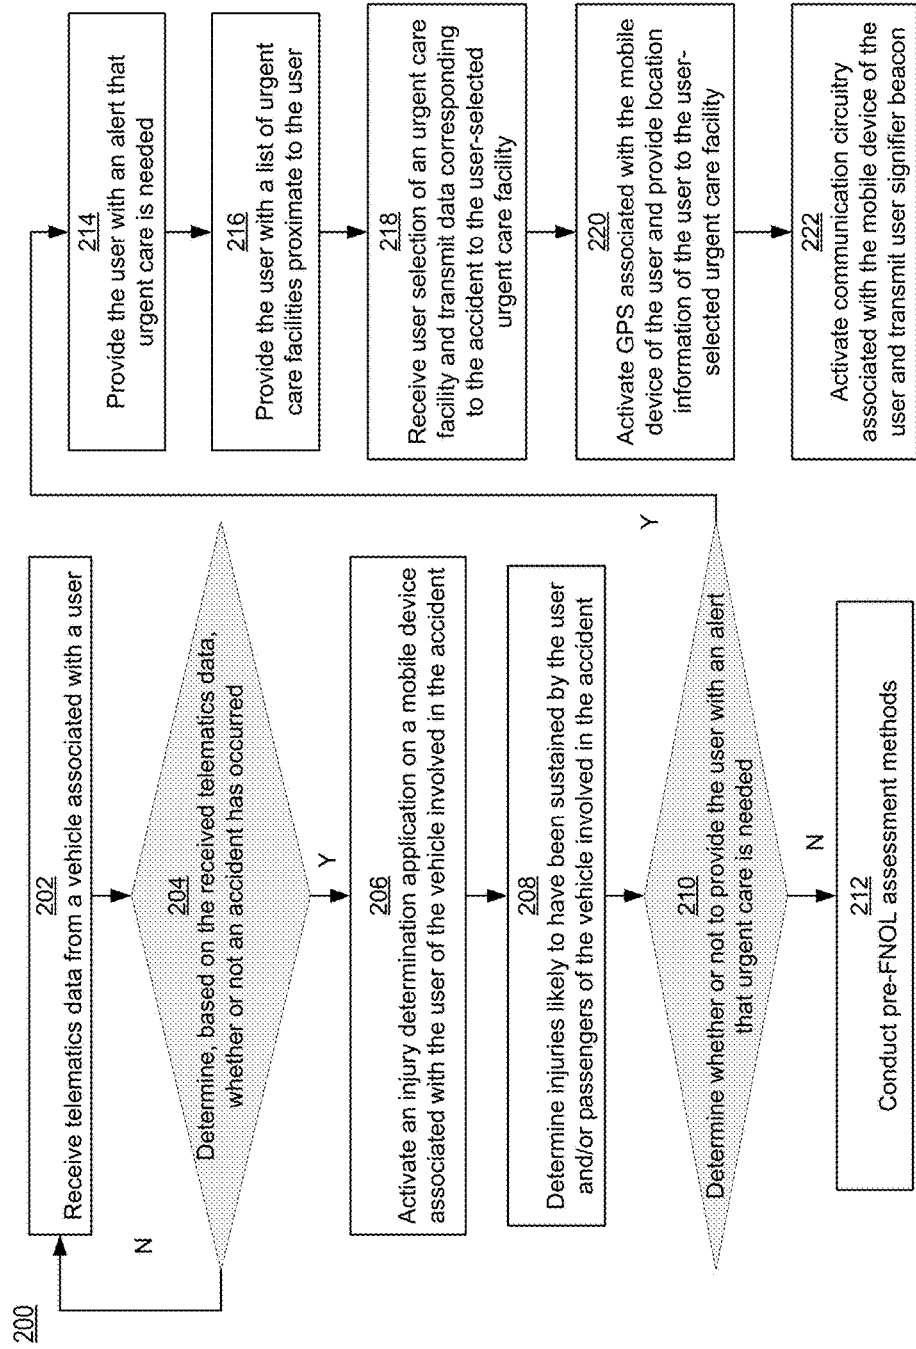 200
202
Receive telematics data from a vehicle associated with a user
N
204
Determine, based on the received telematics data,
whether or not an accident has occurred
Y
206
Activate an injury determination application on a mobile device
associated with the user of the vehicle involved in the accident
208
Determine injuries likely to have been sustained by the user
and/or passengers of the vehicle involved in the accident
210
Determine whether or not to provide the user with an alert
that urgent care is needed
Y
N
212
Conduct pre-FNOL assessment methods
214
Provide the user with an alert that
urgent care is needed
216
Provide the user with a list of urgent
care facilities proximate to the user
218
Receive user selection of an urgent care
facility and transmit data corresponding
to the accident to the user-selected
urgent care facility
220
Activate GPS associated with the mobile
device of the user and provide location
information of the user to the user-
selected urgent care facility
222
Activate communication circuitry
associated with the mobile device of the
user and transmit user signifier beacon